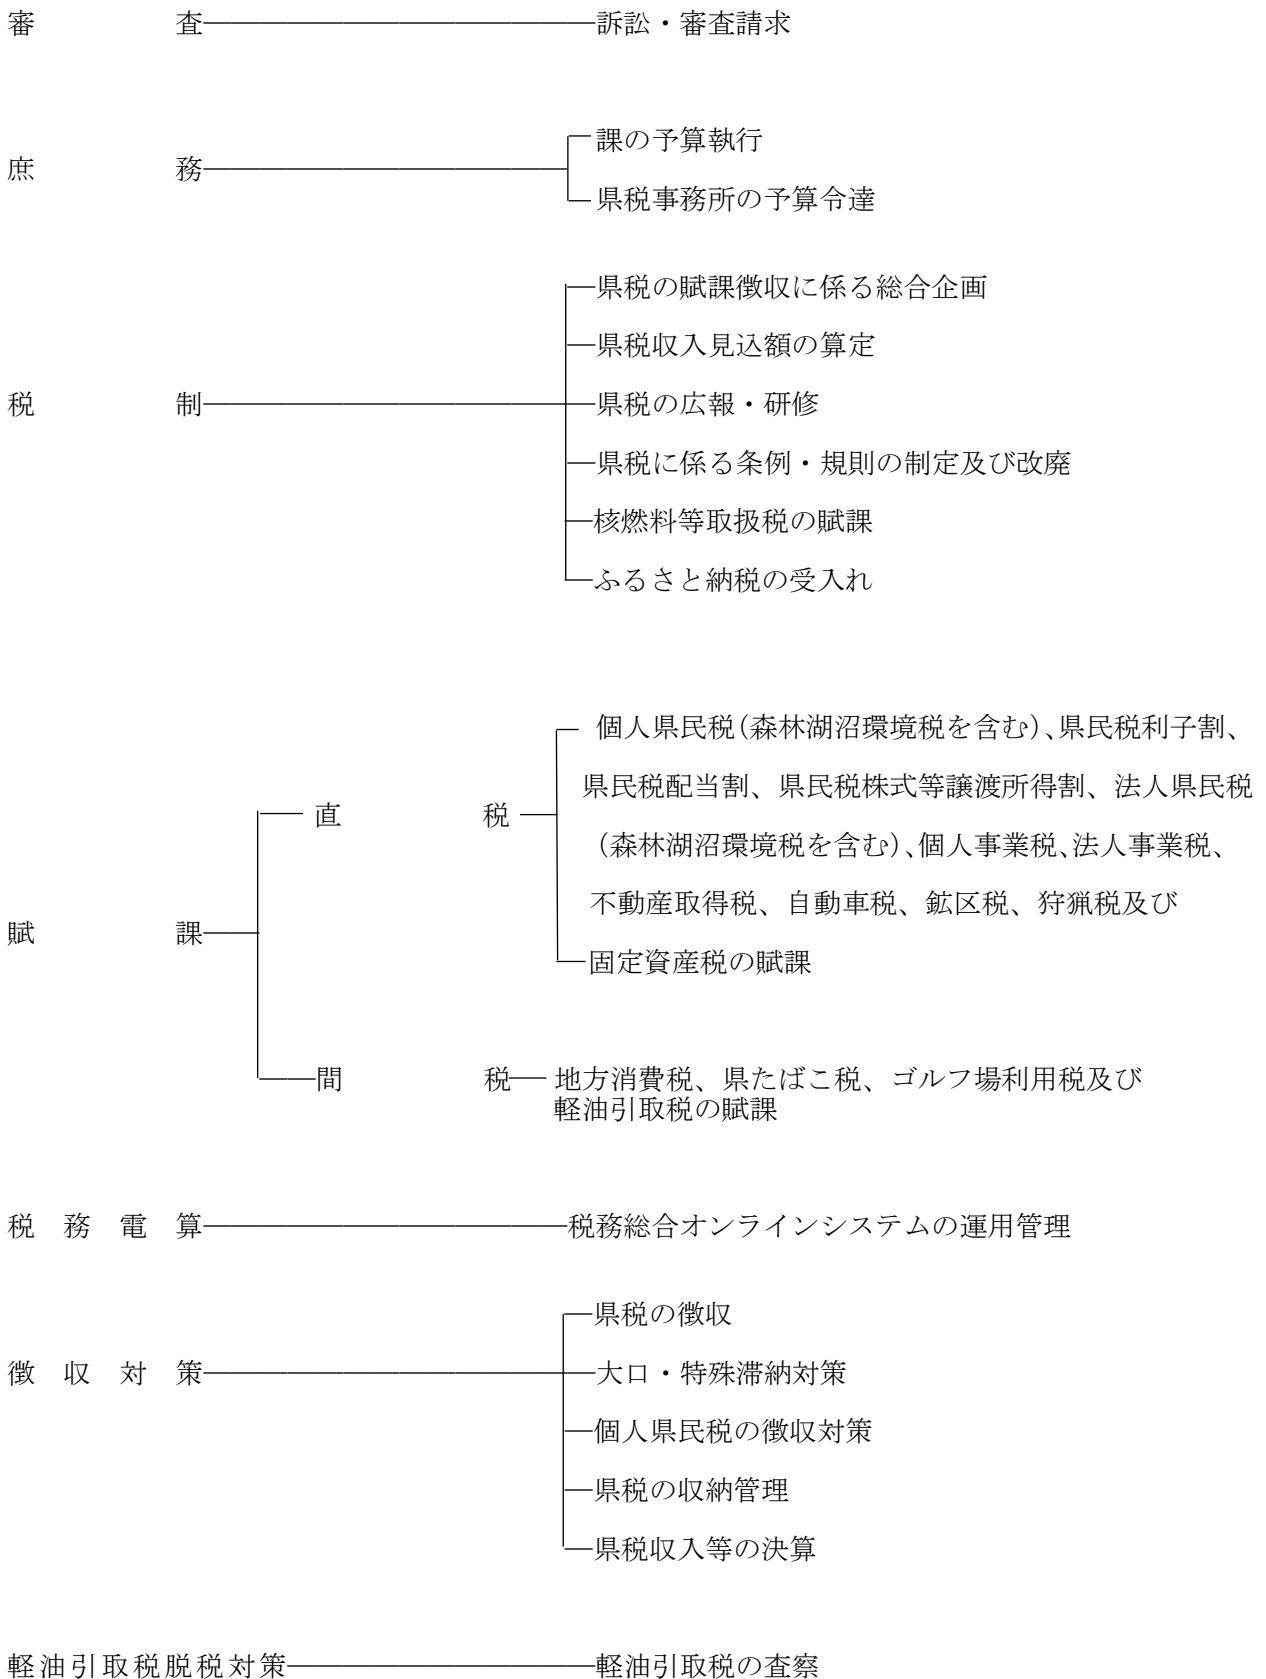 審　　　　　査　訴訟・審査請求
課の予算執行
庶　　　　　務
県税事務所の予算令達
県税の賦課徴収に係る総合企画
県税収入見込額の算定
税　　　　　制　県税の広報・研修
県税に係る条例・規則の制定及び改廃
核燃料等取扱税の賦課
ふるさと納税の受入れ
個人県民税(森林湖沼環境税を含む)、県民税利子割、
県民税配当割、県民税株式等譲渡所得割、法人県民税
直　　　　　税
(森林湖沼環境税を含む)、個人事業税、法人事業税、
不動産取得税、自動車税、鉱区税、狩猟税及び
賦　　　　　課
固定資産税の賦課
間　　　　　税　地方消費税、県たばこ税、ゴルフ場利用税及び
軽油引取税の賦課
税　務　電　算　税務総合オンラインシステムの運用管理
県税の徴収
徴　収　対　策　大口・特殊滞納対策
個人県民税の徴収対策
県税の収納管理
県税収入等の決算
軽油引取税脱税対策　軽油引取税の査察